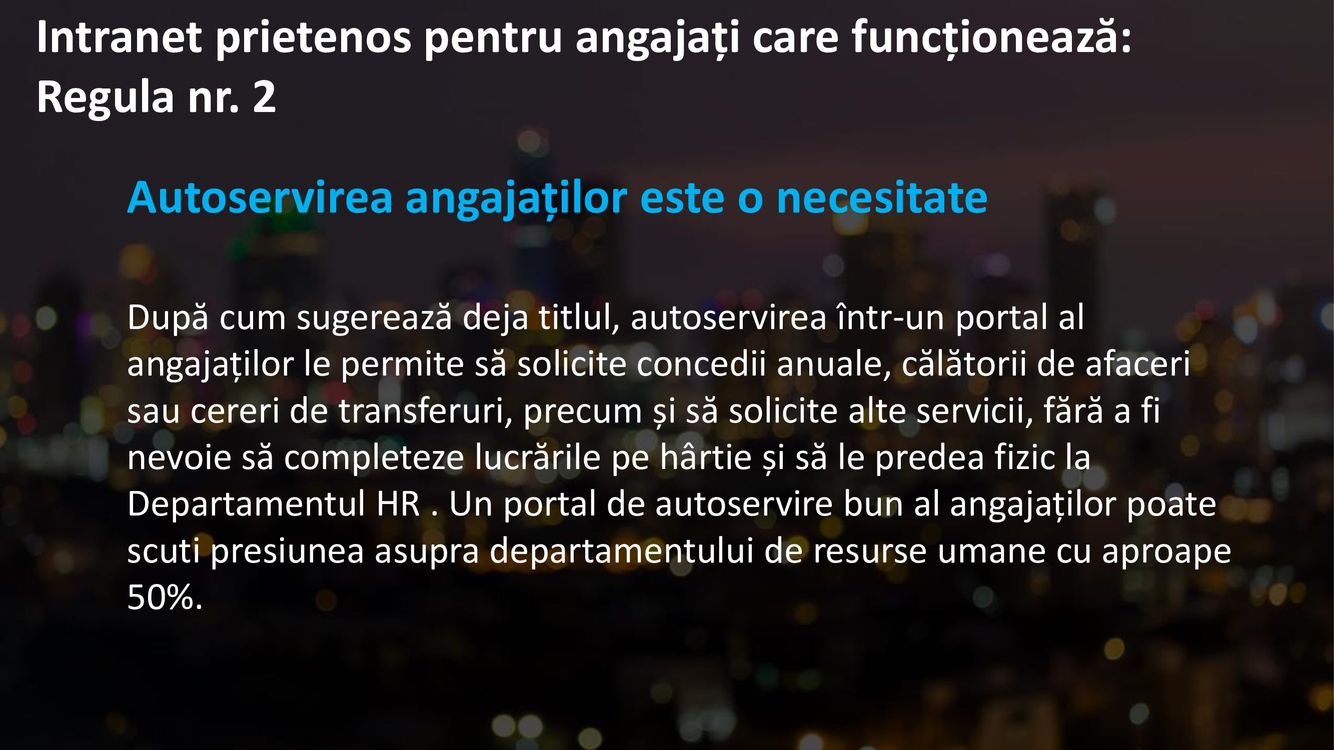 Intranet prietenos pentru angajați care funcționează:
Regula nr. 2
Autoservirea angajaților este o necesitate
După cum sugerează deja titlul, autoservirea într-un portal al
angajaților le permite să solicite concedii anuale, călătorii de afaceri
sau cereri de transferuri, precum și să solicite alte servicii, fără a fi
nevoie să completeze lucrările pe hârtie și să le predea fizic la
Departamentul HR . Un portal de autoservire bun al angajaților poate
scuti presiunea asupra departamentului de resurse umane cu aproape
50%.